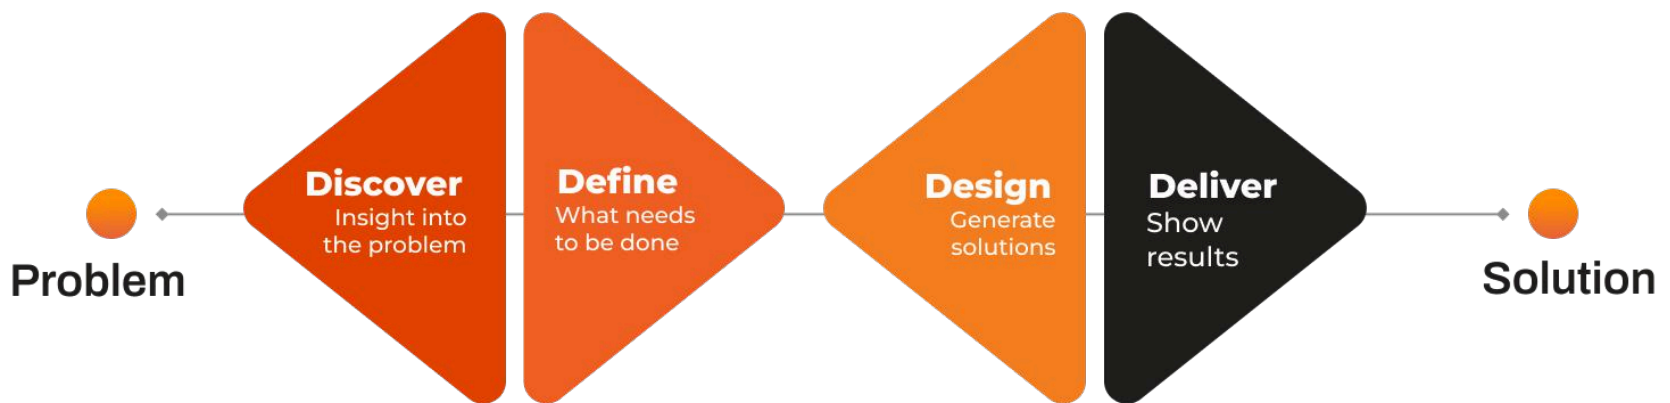 Problem
Discover
Insight into
the problem
Define
What needs
to be done
Design
Generate
solutions
Deliver
Show
results
Solution